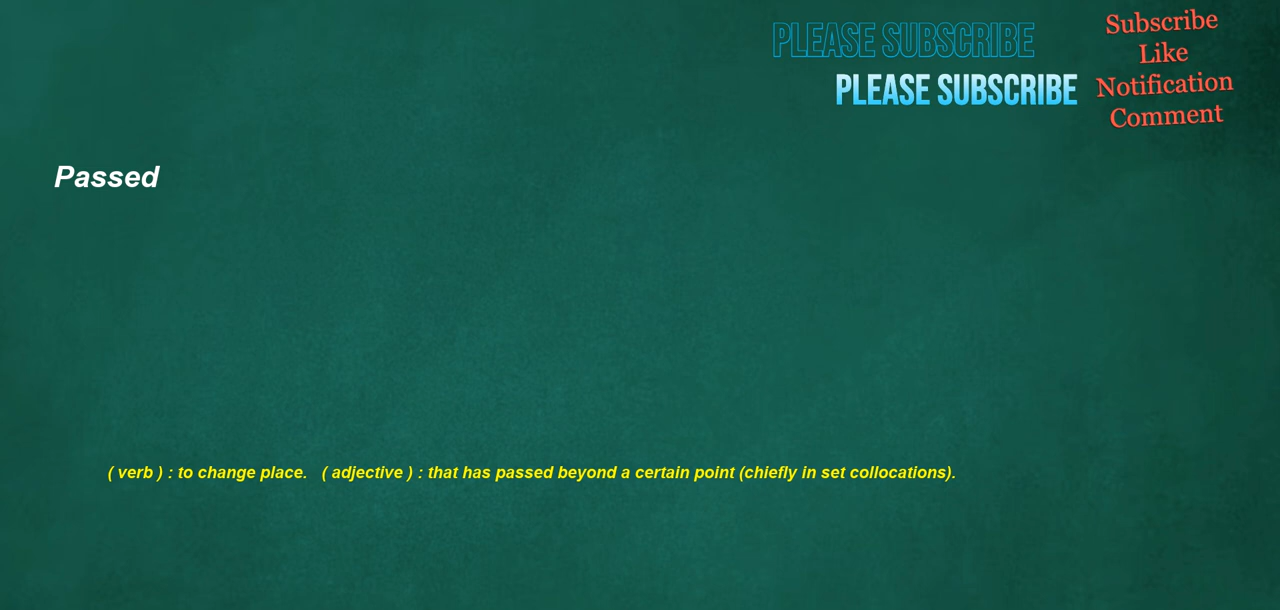 PLEASE SUBSCRIBE
PLEASE SUBSCRIBE
Subscribe
Like
Notification
Comment
Passed
( verb ) : to change place.   ( adjective ) : that has passed beyond a certain point (chiefly in set collocations).